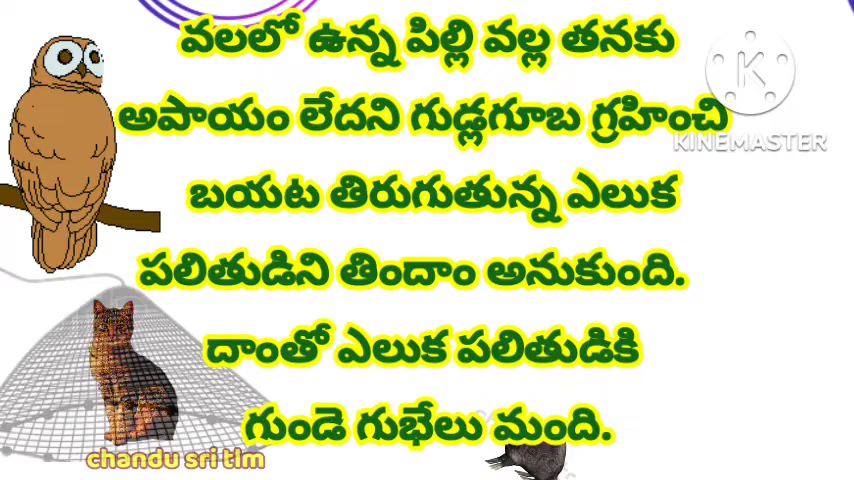 వలలో ఉన్న పిల్లి వల్ల తనకు
అపాయం లేదని గుడ్లగూబ గ్రహించి
బయట తిరుగుతున్న ఎలుక
పలితుడిని తిందాం అనుకుంది.
దాంతో ఎలుక పలితుడికి
గుండె గుభేలు మంది.
K
KINEMASTER
chandu sri tlm